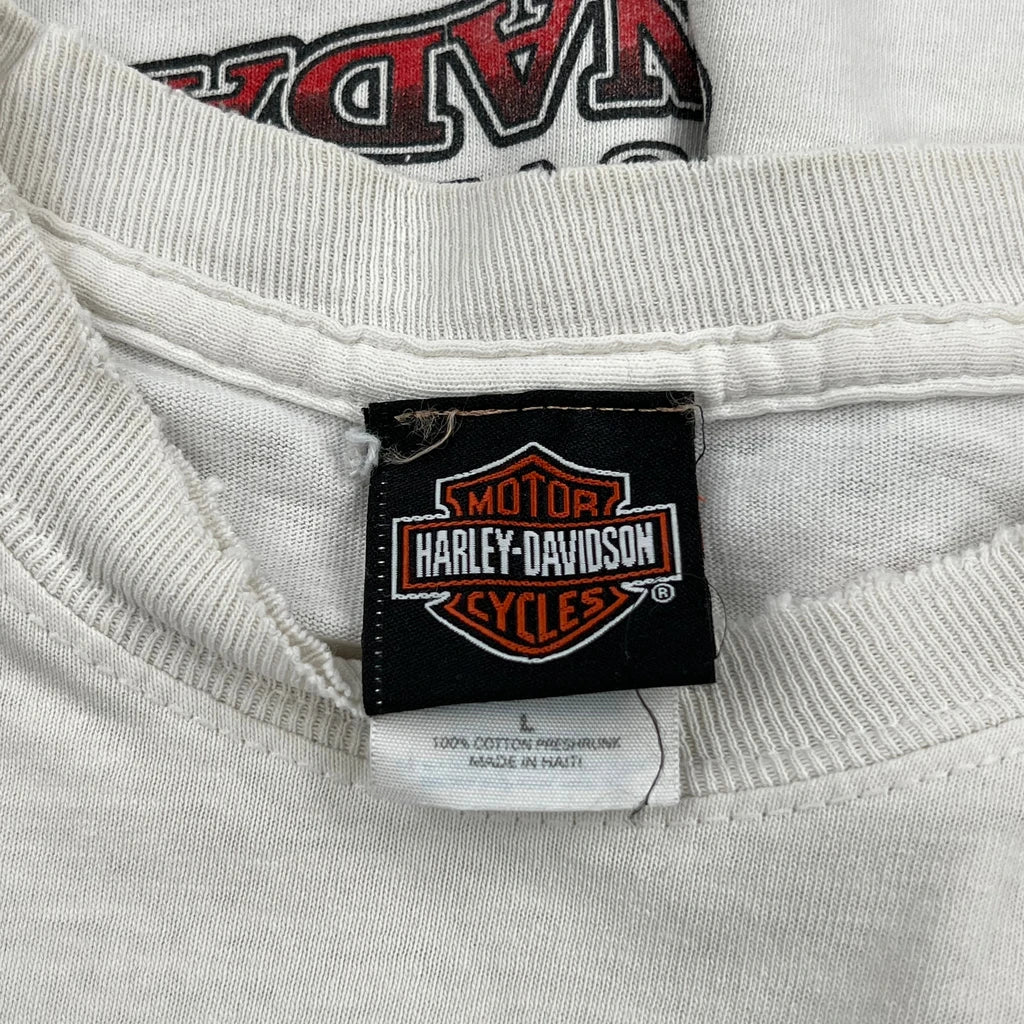 MOTOR
HARLEY-DAVIDSON
CYCLES
®
L
100% COTTON PRESHRUNK
MADE IN HAITI